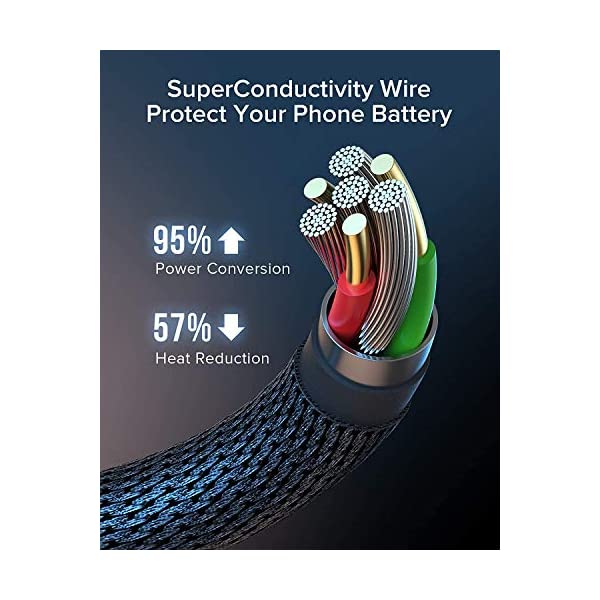 SuperConductivity Wire
Protect Your Phone Battery
95%
Power Conversion
57%
Heat Reduction